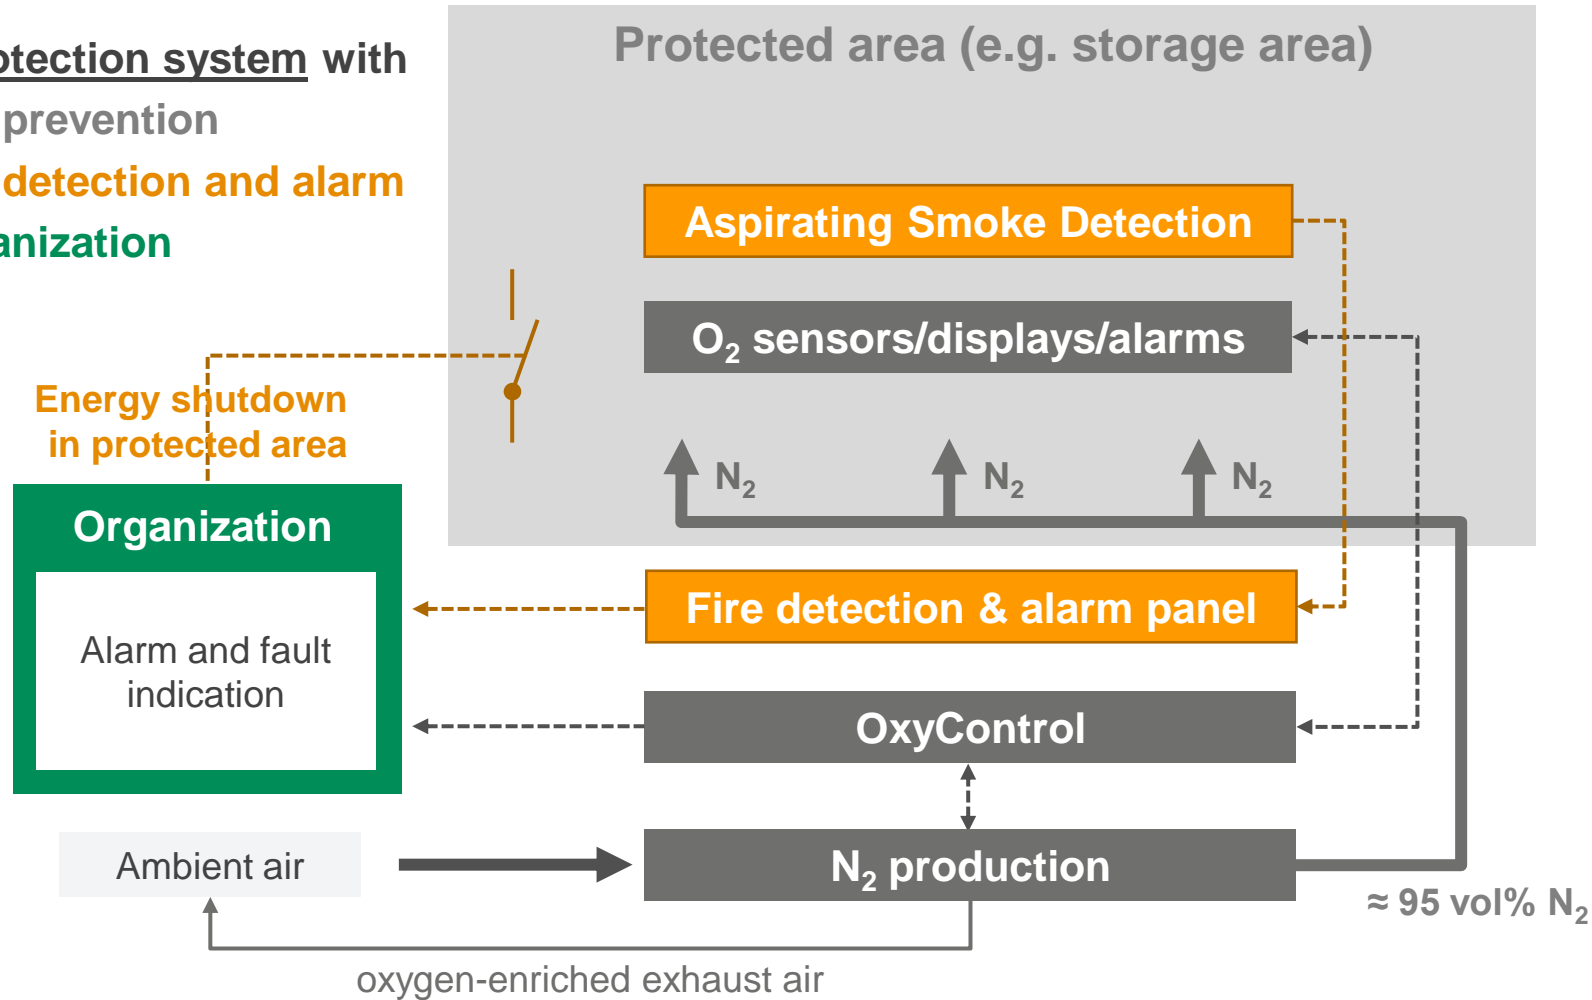 otection system with
prevention
detection and alarm
anization
Protected area (e.g. storage area)
Aspirating Smoke Detection
O₂ sensors/displays/alarms
Energy shutdown
in protected area
N₂
N₂
N₂
Organization
Alarm and fault
indication
Fire detection & alarm panel
OxyControl
Ambient air
N₂ production
≈ 95 vol% N₂
oxygen-enriched exhaust air